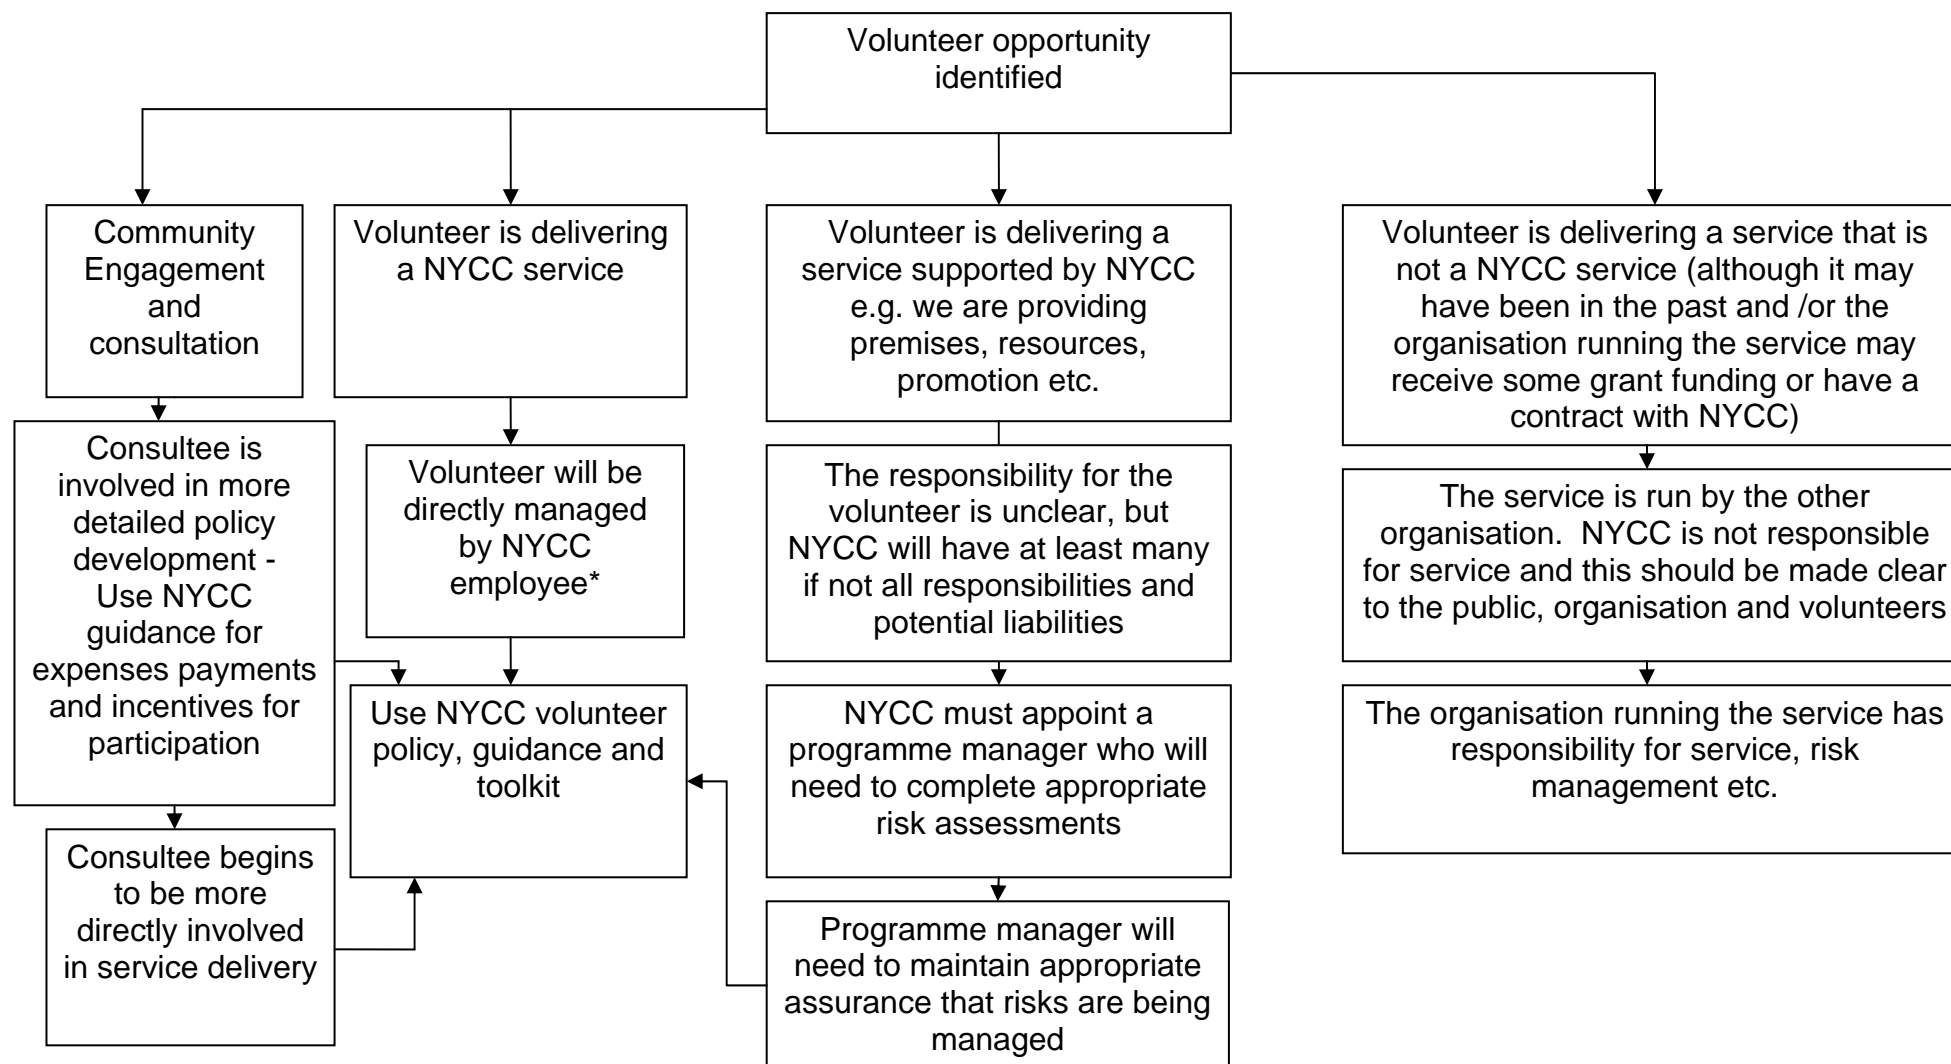 Volunteer opportunity
identified
Community
Engagement
and
consultation
Volunteer is delivering
a NYCC service
Volunteer is delivering a
service supported by NYCC
e.g. we are providing
premises, resources,
promotion etc.
Volunteer is delivering a service that is
not a NYCC service (although it may
have been in the past and /or the
organisation running the service may
receive some grant funding or have a
contract with NYCC)
Consultee is
involved in more
detailed policy
development -
Use NYCC
guidance for
expenses payments
and incentives for
participation
Volunteer will be
directly managed
by NYCC
employee*
The responsibility for the
volunteer is unclear, but
NYCC will have at least many
if not all responsibilities and
potential liabilities
The service is run by the other
organisation.  NYCC is not responsible
for service and this should be made clear
to the public, organisation and volunteers
Use NYCC volunteer
policy, guidance and
toolkit
NYCC must appoint a
programme manager who will
need to complete appropriate
risk assessments
The organisation running the service has
responsibility for service, risk
management etc.
Consultee begins
to be more
directly involved
in service delivery
Programme manager will
need to maintain appropriate
assurance that risks are being
managed